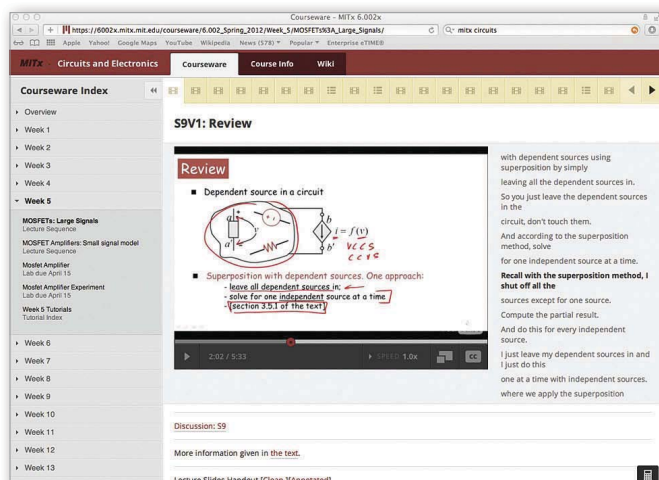 Courseware - MITx 6.002x
https://6002x.mitx.mit.edu/courseware/6.002_Spring_2012/Week_5/MOSFETs%3A_Large_Signals/
mitx circuits
Apple Yahoo! Google Maps YouTube Wikipedia News (578) Popular Enterprise eTIME®
MITx Circuits and Electronics
Courseware Course Info Wiki
Courseware Index
Overview
Week 1
Week 2
Week 3
Week 4
Week 5
MOSFETs: Large Signals
Lecture Sequence
MOSFET Amplifiers: Small signal model
Lecture Sequence
Mosfet Amplifier
Lab due April 15
Mosfet Amplifier Experiment
Lab due April 15
Week 5 Tutorials
Tutorial Index
Week 6
Week 7
Week 8
Week 9
Week 10
Week 11
Week 12
Week 13
S9V1: Review
Review
Dependent source in a circuit
a
v
a'
b
i = f(v)
b'
VCCS
CCVS
Superposition with dependent sources. One approach:
- leave all dependent sources in;
- solve for one independent source at a time
- [section 3.5.1 of the text]
2:02 / 5:33
SPEED 1.0x
CC
with dependent sources using
superposition by simply
leaving all the dependent sources in.
So you just leave the dependent sources
in the
circuit, don't touch them.
And according to the superposition
method, solve
for one independent source at a time.
Recall with the superposition method, I
shut off all the
sources except for one source.
Compute the partial result.
And do this for every independent
source.
I just leave my dependent sources in and
I just do this
one at a time with independent sources.
where we apply the superposition
Discussion: S9
More information given in the text.
Lecture Slides Handout [Clean ][Annotated]